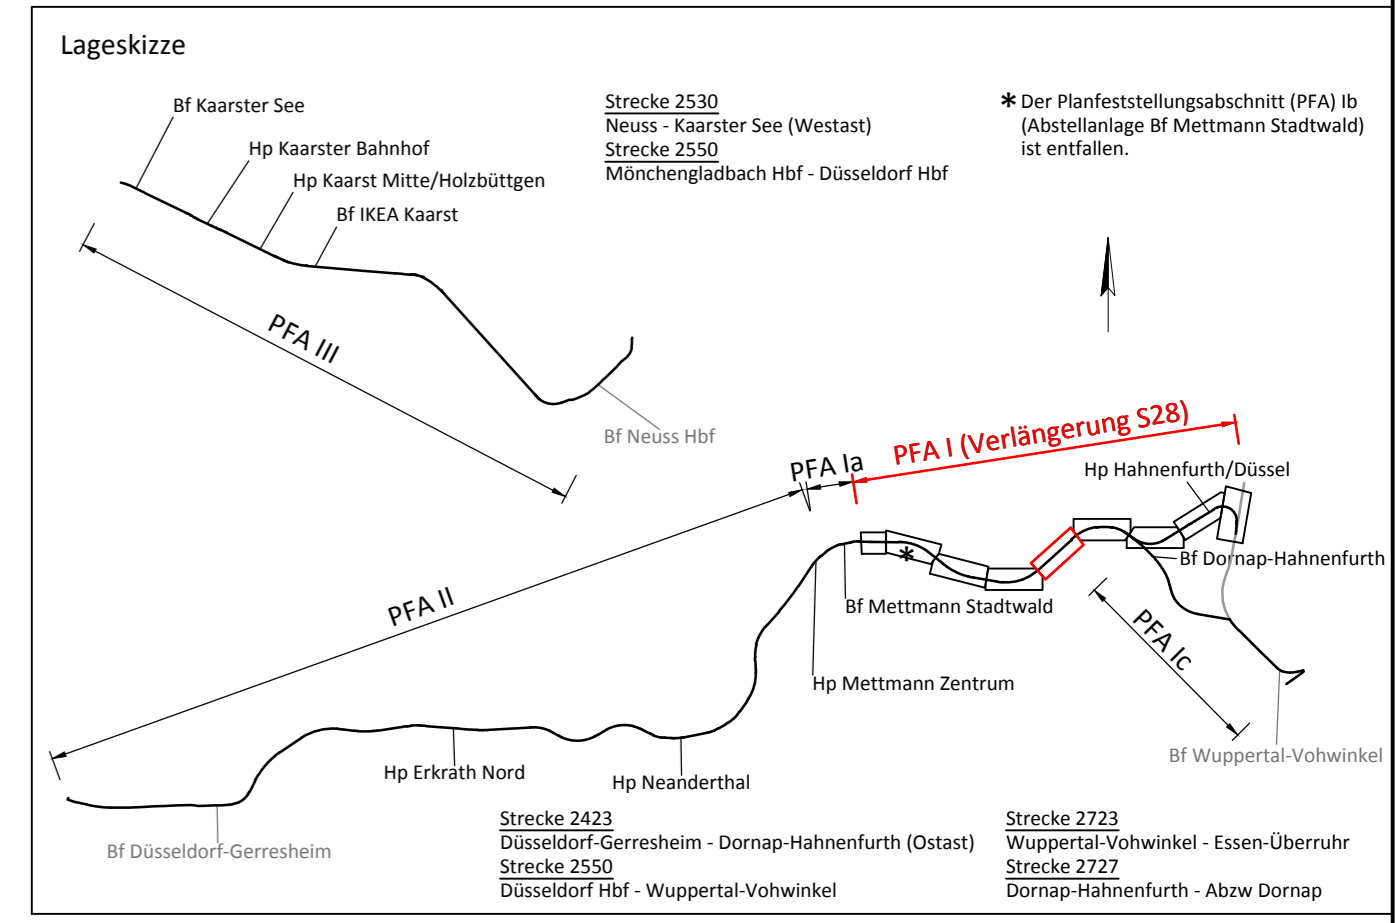 Lageskizze
Bf Kaarster See
Hp Kaarster Bahnhof
Hp Kaarst Mitte/Holzbüttgen
Bf IKEA Kaarst
Strecke 2530
Neuss - Kaarster See (Westast)
Strecke 2550
Mönchengladbach Hbf - Düsseldorf Hbf
* Der Planfeststellungsabschnitt (PFA) Ib
(Abstellanlage Bf Mettmann Stadtwald)
ist entfallen.
PFA III
Bf Neuss Hbf
PFA Ia
PFA I (Verlängerung S28)
Hp Hahnenfurth/Düssel
*
Bf Dornap-Hahnenfurth
PFA II
Bf Mettmann Stadtwald
PFA Ic
Hp Mettmann Zentrum
Bf Wuppertal-Vohwinkel
Hp Erkrath Nord
Hp Neanderthal
Bf Düsseldorf-Gerresheim
Strecke 2423
Düsseldorf-Gerresheim - Dornap-Hahnenfurth (Ostast)
Strecke 2550
Düsseldorf Hbf - Wuppertal-Vohwinkel
Strecke 2723
Wuppertal-Vohwinkel - Essen-Überruhr
Strecke 2727
Dornap-Hahnenfurth - Abzw Dornap